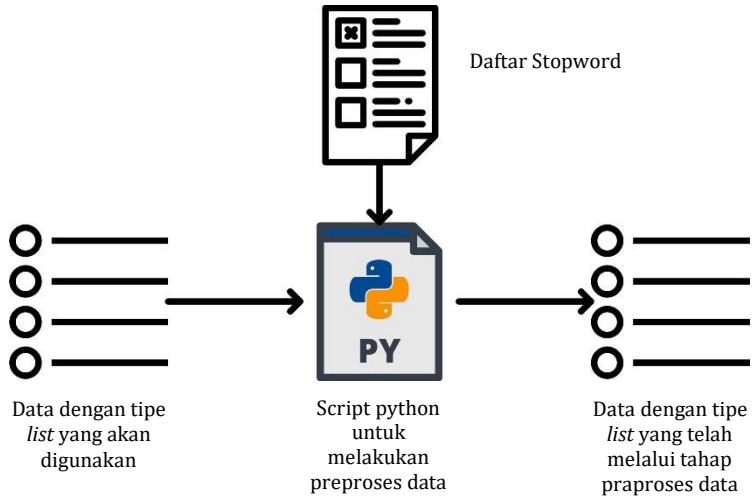 Daftar Stopword
PY
Data dengan tipe
list yang akan
digunakan
Script python
untuk
melakukan
preproses data
Data dengan tipe
list yang telah
melalui tahap
praproses data